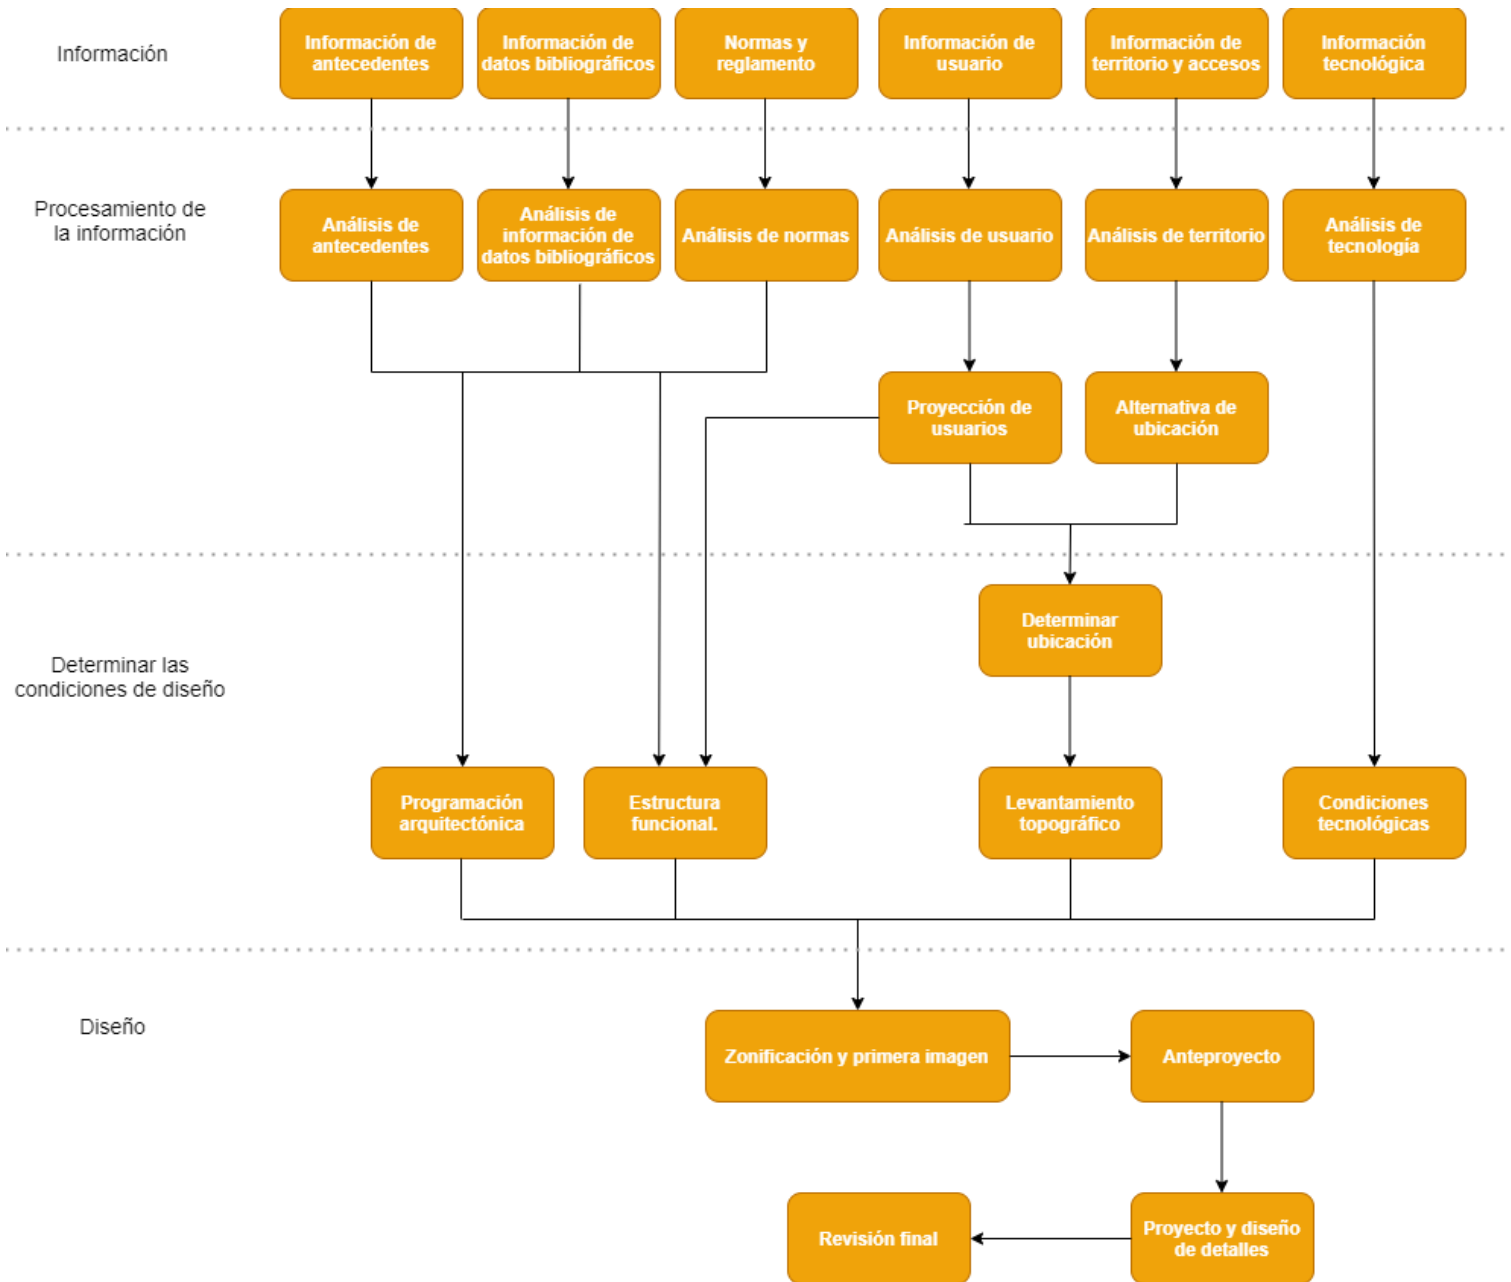 Información
Información de
antecedentes
Información de
datos bibliográficos
Normas y
reglamento
Información de
usuario
Información de
territorio y accesos
Información
tecnológica
Procesamiento de
la información
Análisis de
antecedentes
Análisis de
información de
datos bibliográficos
Análisis de normas
Análisis de usuario
Análisis de territorio
Análisis de
tecnología
Proyección de
usuarios
Alternativa de
ubicación
Determinar las
condiciones de diseño
Determinar
ubicación
Programación
arquitectónica
Estructura
funcional.
Levantamiento
topográfico
Condiciones
tecnológicas
Diseño
Zonificación y primera imagen
Anteproyecto
Revisión final
Proyecto y diseño
de detalles